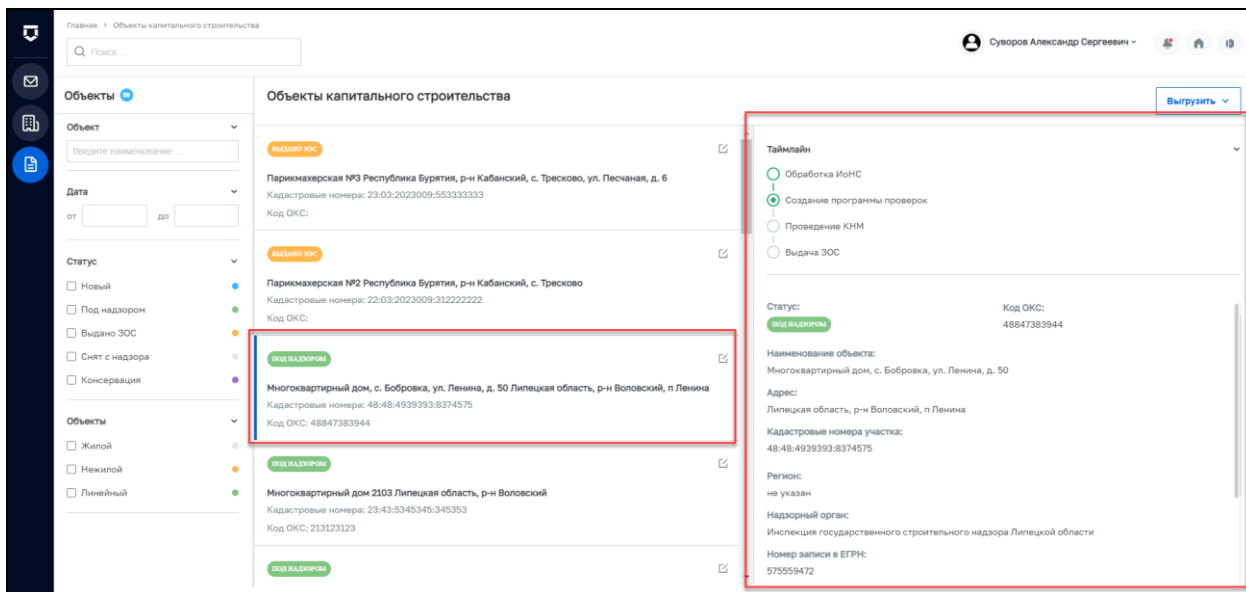 Главная > Объекты капитального строительства
Поиск ...
Суворов Александр Сергеевич
Объекты
Объекты капитального строительства
Выгрузить
Объект
Введите наименование ...
Дата
от
до
Статус
Новый
Под надзором
Выдано ЗОС
Снят с надзора
Консервация
Объекты
Жилой
Нежилой
Линейный
ВЫДАНО ЗОС
Парикмахерская №3 Республика Бурятия, р-н Кабанский, с. Тресково, ул. Песчаная, д. 6
Кадастровые номера: 23:03:2023009:553333333
Код ОКС:
ВЫДАНО ЗОС
Парикмахерская №2 Республика Бурятия, р-н Кабанский, с. Тресково
Кадастровые номера: 22:03:2023009:312222222
Код ОКС:
ПОД НАДЗОРОМ
Многоквартирный дом, с. Бобровка, ул. Ленина, д. 50 Липецкая область, р-н Воловский, п Ленина
Кадастровые номера: 48:48:4939393:8374575
Код ОКС: 48847383944
ПОД НАДЗОРОМ
Многоквартирный дом 2103 Липецкая область, р-н Воловский
Кадастровые номера: 23:43:5345345:345353
Код ОКС: 213123123
ПОД НАДЗОРОМ
Таймлайн
Обработка ИоНС
Создание программы проверок
Проведение КНМ
Выдача ЗОС
Статус:
ПОД НАДЗОРОМ
Код ОКС:
48847383944
Наименование объекта:
Многоквартирный дом, с. Бобровка, ул. Ленина, д. 50
Адрес:
Липецкая область, р-н Воловский, п Ленина
Кадастровые номера участка:
48:48:4939393:8374575
Регион:
не указан
Надзорный орган:
Инспекция государственного строительного надзора Липецкой области
Номер записи в ЕГРН:
575559472